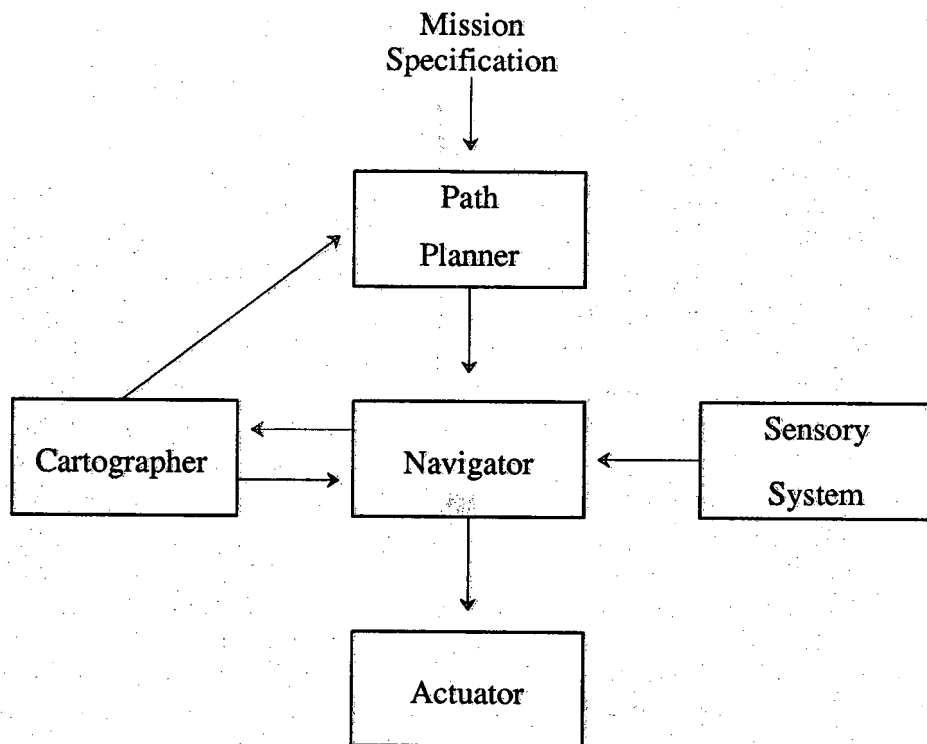 Mission
Specification
Path
Planner
Cartographer
Navigator
Sensory
System
Actuator